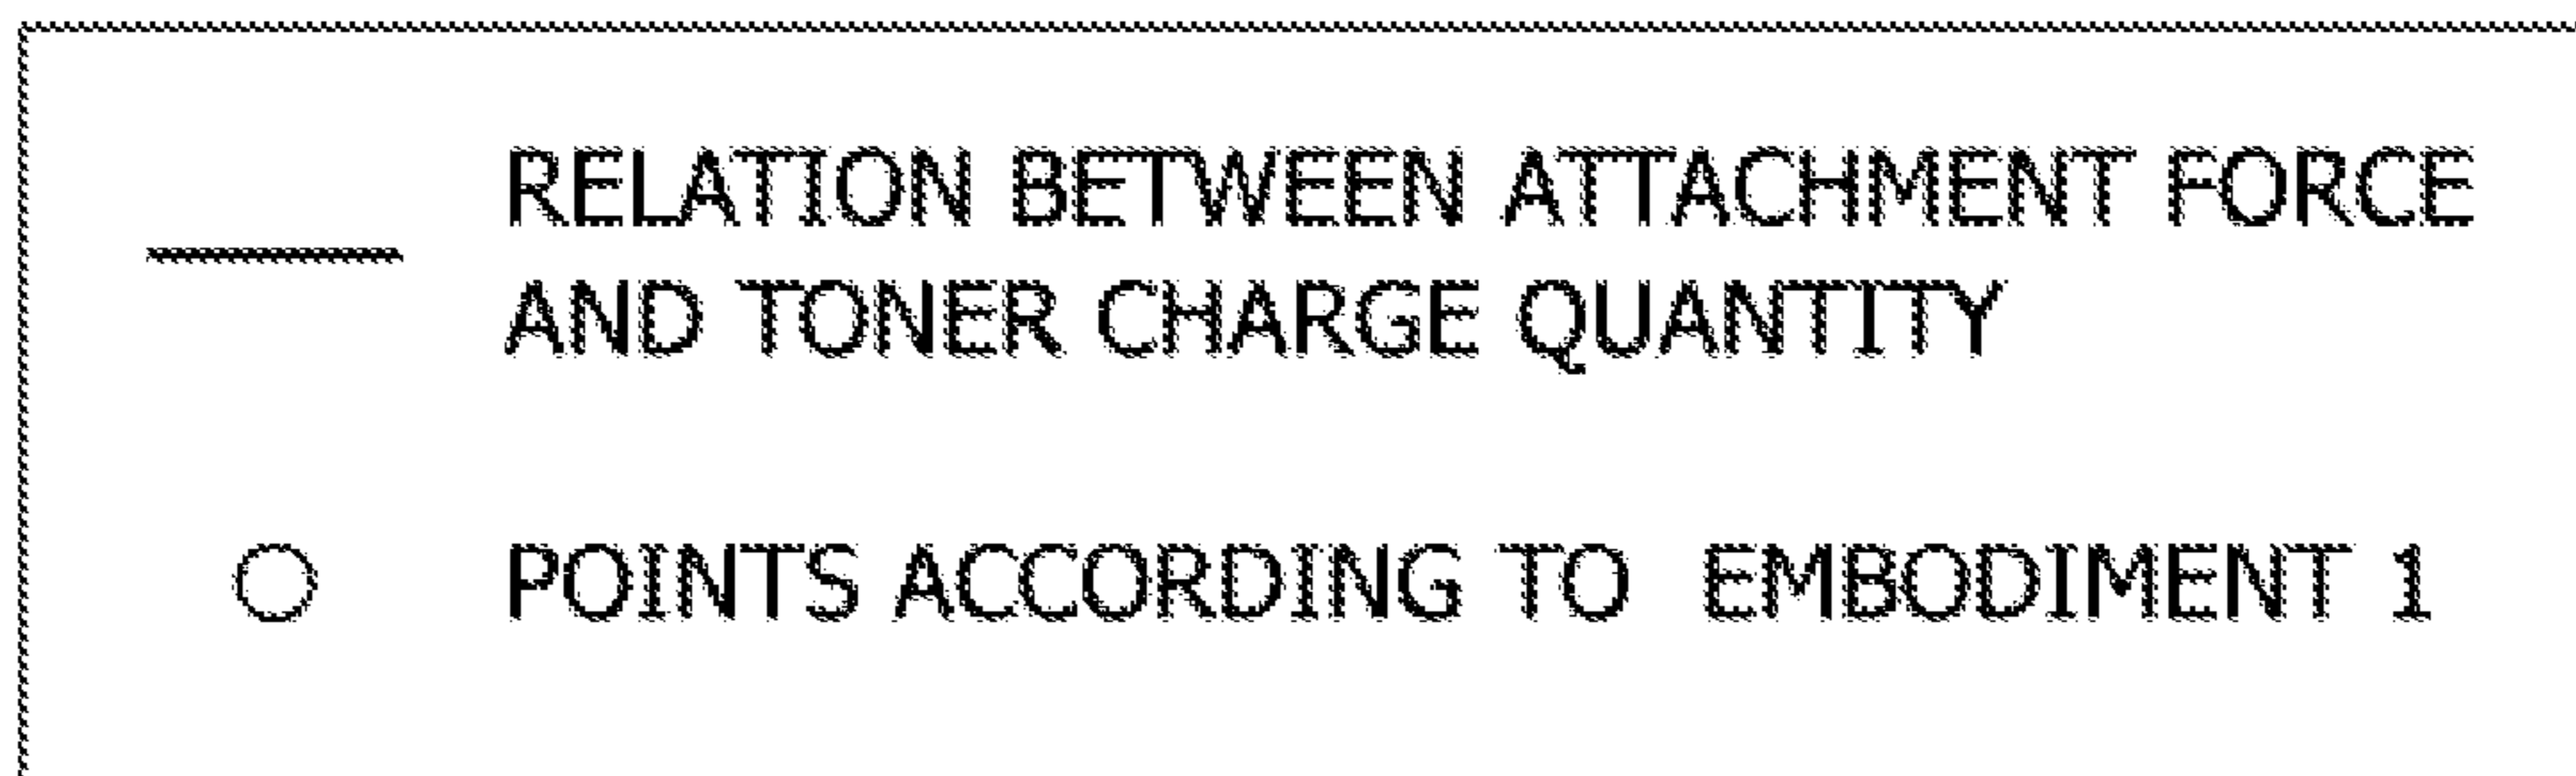 RELATION BETWEEN ATTACHMENT FORCE
AND TONER CHARGE QUANTITY
POINTS ACCORDING TO EMBODIMENT 1